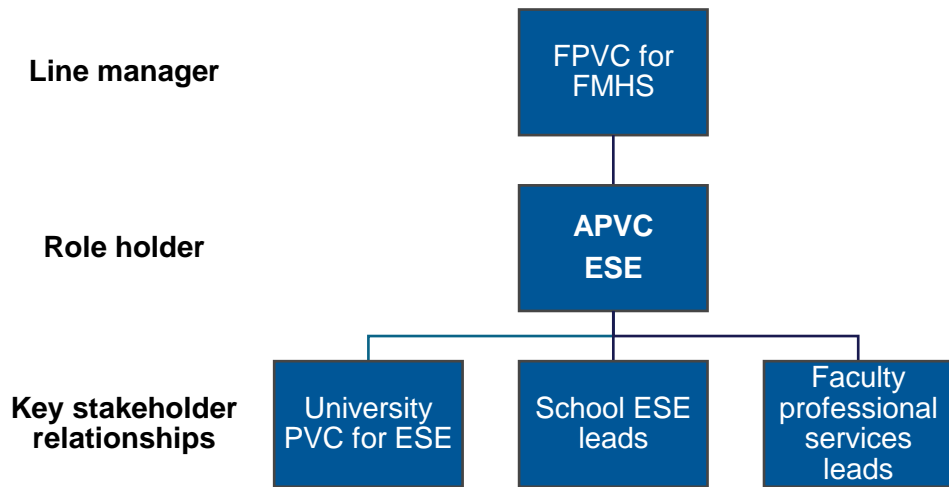 Line manager
FPVC for
FMHS
Role holder
APVC
ESE
Key stakeholder
relationships
University
PVC for ESE
School ESE
leads
Faculty
professional
services
leads